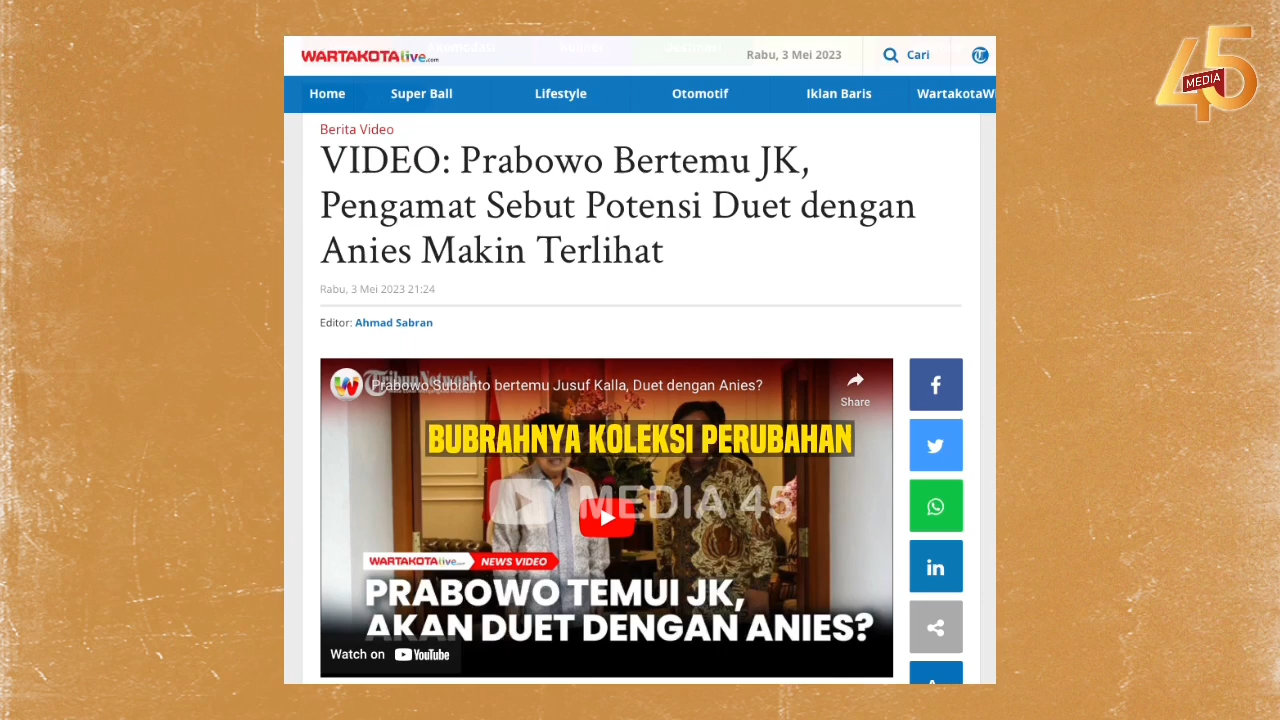 45
MEDIA
WARTAKOTAlive.com
Rabu, 3 Mei 2023
Cari
Home
Super Ball
Lifestyle
Otomotif
Iklan Baris
WartakotaWi
Berita Video
VIDEO: Prabowo Bertemu JK,
Pengamat Sebut Potensi Duet dengan
Anies Makin Terlihat
Rabu, 3 Mei 2023 21:24
Editor: Ahmad Sabran
TribunNetwork
Prabowo Subianto bertemu Jusuf Kalla, Duet dengan Anies?
Share
BUBRAHNYA KOLEKSI PERUBAHAN
MEDIA 45
WARTAKOTAlive.com NEWS VIDEO
PRABOWO TEMUI JK,
AKAN DUET DENGAN ANIES?
Watch on YouTube